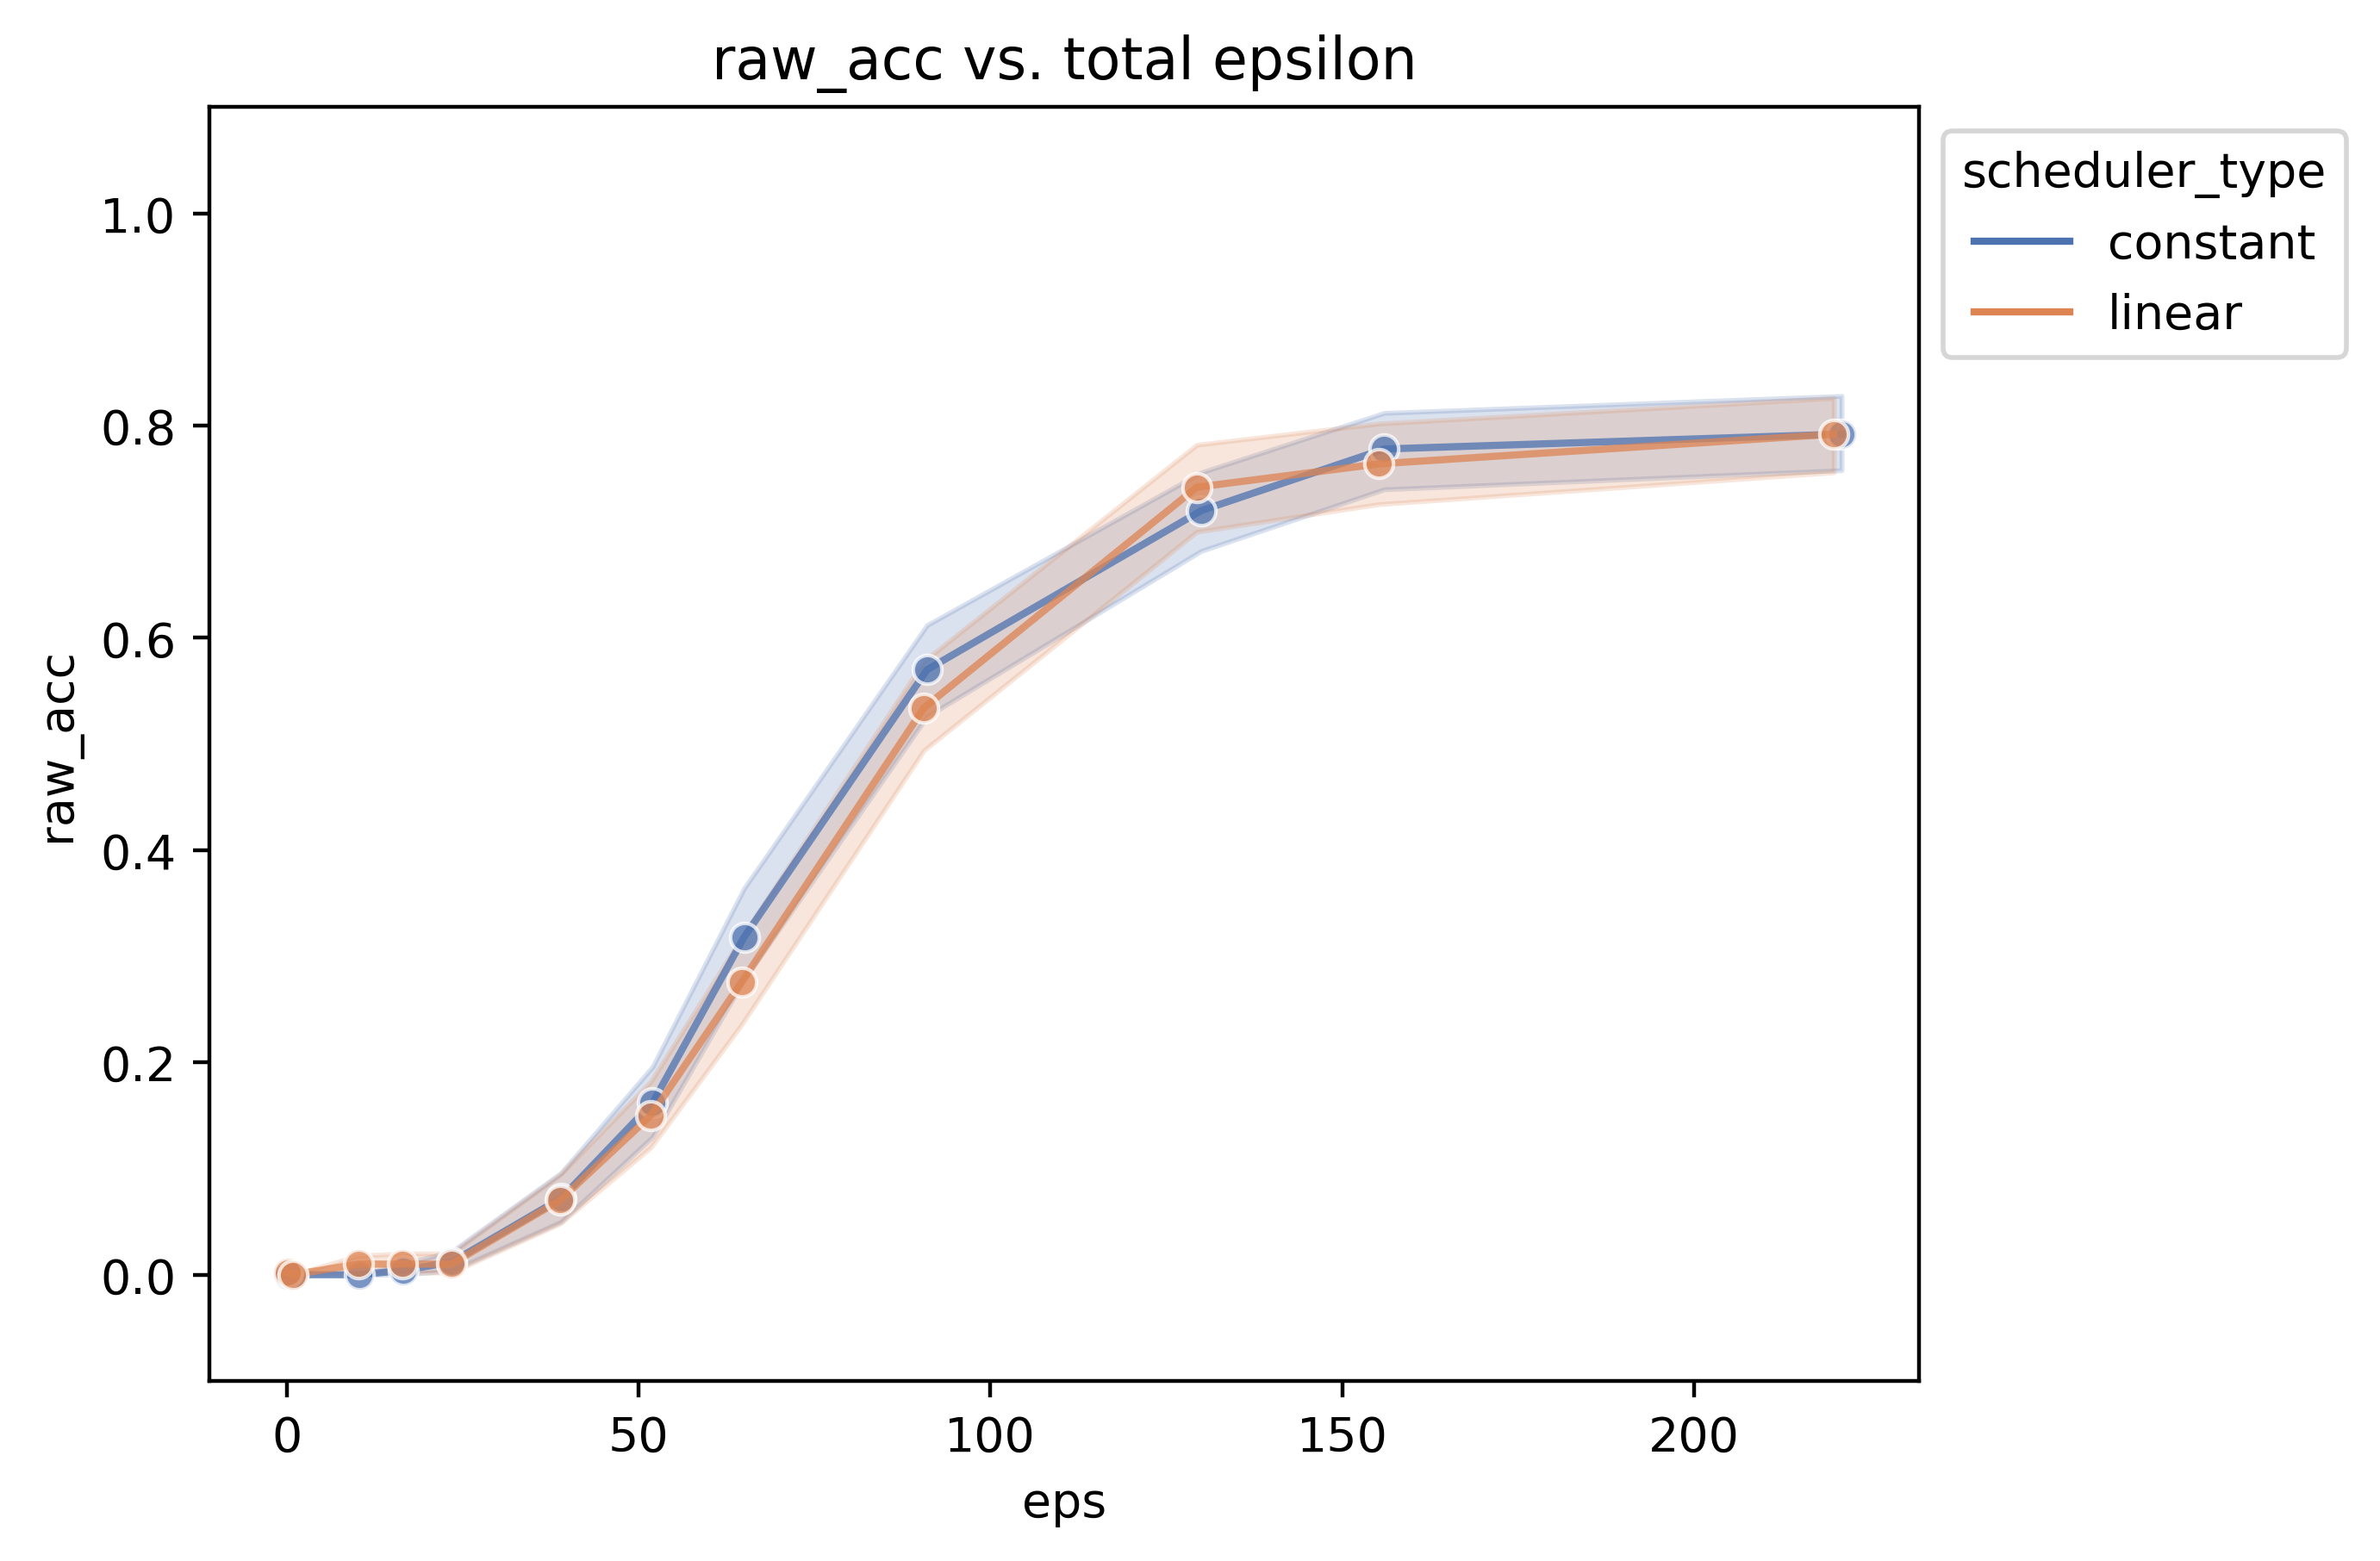 raw_acc vs. total epsilon
scheduler_type
constant
linear
1.0
0.8
0.6
0.4
0.2
0.0
raw_acc
0 50 100 150 200
eps